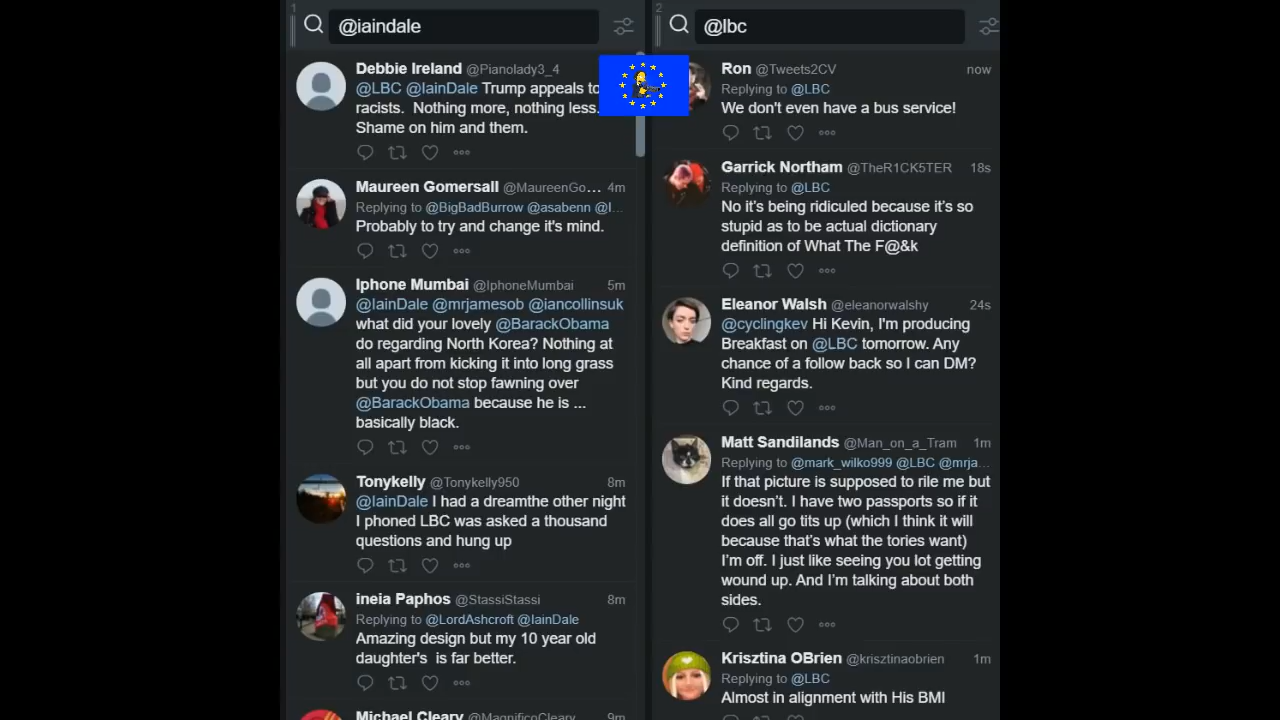 1
@iaindale
Debbie Ireland @Pianolady3_4
@LBC @IainDale Trump appeals to
racists.  Nothing more, nothing less.
Shame on him and them.
Maureen Gomersall @MaureenGo... 4m
Replying to @BigBadBurrow @asabenn @I...
Probably to try and change it's mind.
Iphone Mumbai @IphoneMumbai 5m
@IainDale @mrjamesob @iancollinsuk
what did your lovely @BarackObama
do regarding North Korea? Nothing at
all apart from kicking it into long grass
but you do not stop fawning over
@BarackObama because he is ...
basically black.
Tonykelly @Tonykelly950 8m
@IainDale I had a dreamthe other night
I phoned LBC was asked a thousand
questions and hung up
ineia Paphos @StassiStassi 8m
Replying to @LordAshcroft @IainDale
Amazing design but my 10 year old
daughter's  is far better.
Michael Cleary @MagnificoCleary 9m
2
@lbc
Ron @Tweets2CV now
Replying to @LBC
We don't even have a bus service!
Garrick Northam @TheR1CK5TER 18s
Replying to @LBC
No it's being ridiculed because it's so
stupid as to be actual dictionary
definition of What The F@&k
Eleanor Walsh @eleanorwalshy 24s
@cyclingkev Hi Kevin, I'm producing
Breakfast on @LBC tomorrow. Any
chance of a follow back so I can DM?
Kind regards.
Matt Sandilands @Man_on_a_Tram 1m
Replying to @mark_wilko999 @LBC @mrja...
If that picture is supposed to rile me but
it doesn't. I have two passports so if it
does all go tits up (which I think it will
because that's what the tories want)
I'm off. I just like seeing you lot getting
wound up. And I'm talking about both
sides.
Krisztina OBrien @krisztinaobrien 1m
Replying to @LBC
Almost in alignment with His BMI